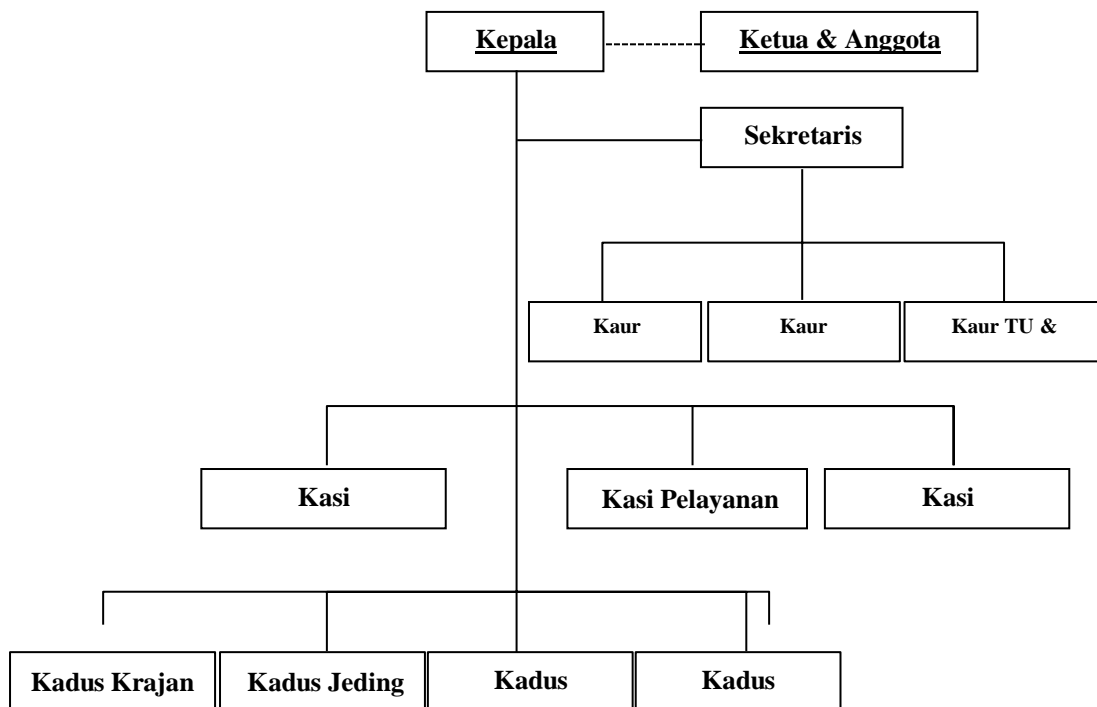 Kepala
Ketua & Anggota
Sekretaris
Kaur
Kaur
Kaur TU &
Kasi
Kasi Pelayanan
Kasi
Kadus Krajan
Kadus Jeding
Kadus
Kadus